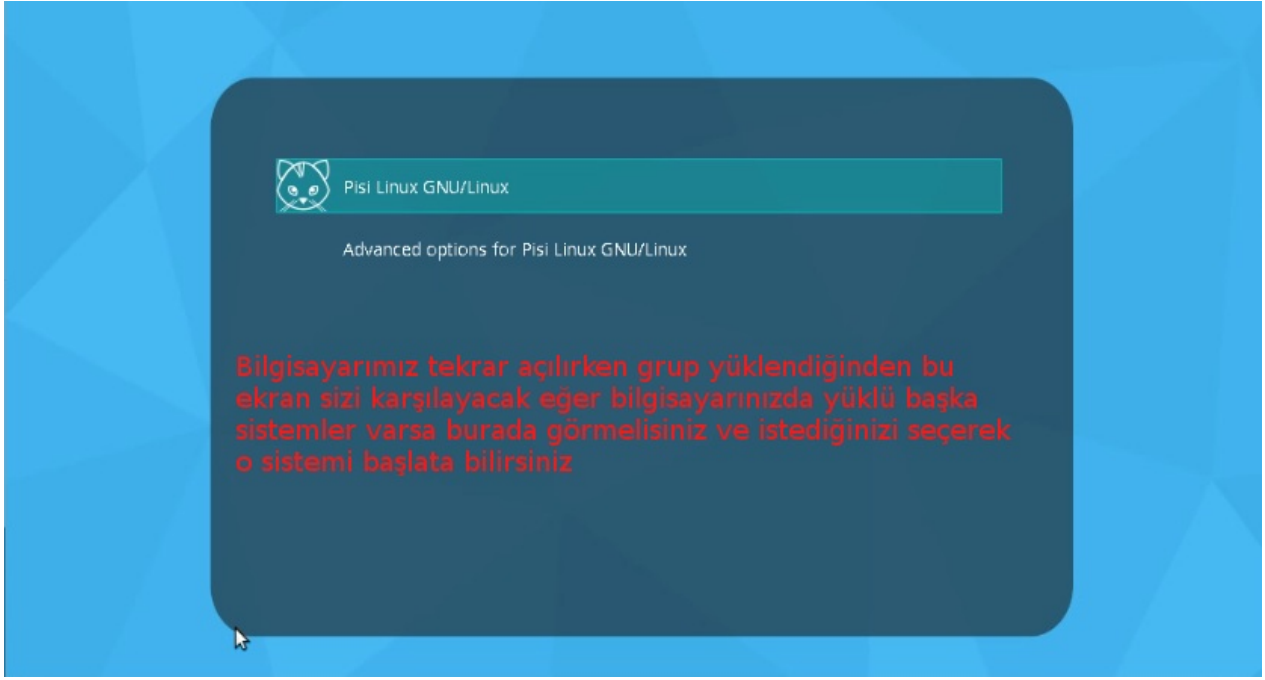 Pisi Linux GNU/Linux
Advanced options for Pisi Linux GNU/Linux
Bilgisayarımız tekrar açılırken grup yüklendiğinden bu
ekran sizi karşılayacak eğer bilgisayarınızda yüklü başka
sistemler varsa burada görmelisiniz ve istediğinizi seçerek
o sistemi başlata bilirsiniz